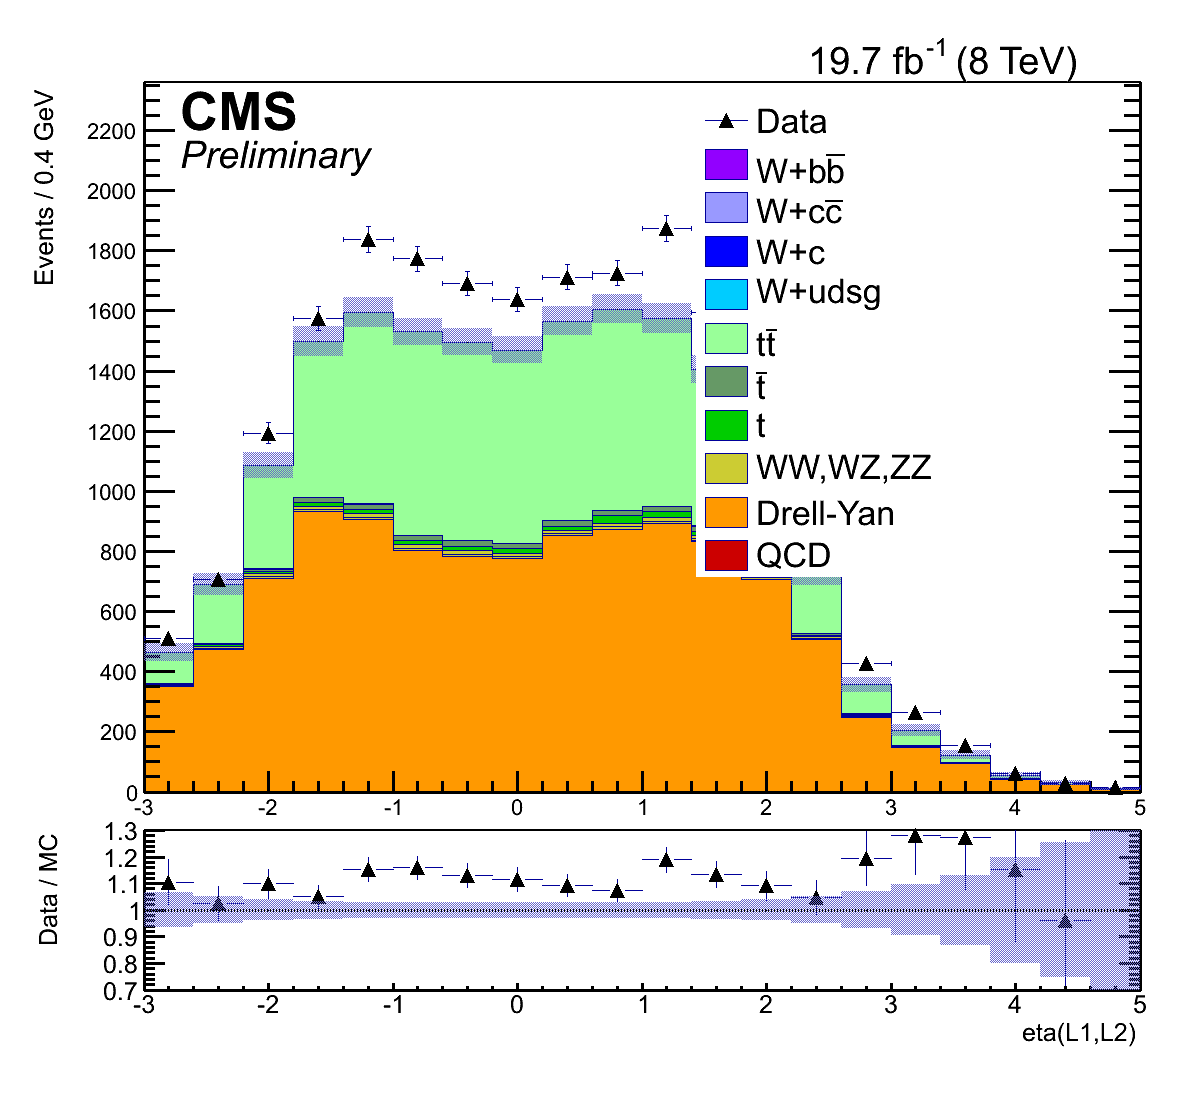 19.7 fb-1 (8 TeV)
CMS
Preliminary
Events / 0.4 GeV
2200
2000
1800
1600
1400
1200
1000
800
600
400
200
0
Data
W+bb̅
W+cc̅
W+c
W+udsg
tt̅
t̅
t
WW,WZ,ZZ
Drell-Yan
QCD
-3 -2 -1 0 1 2 3 4 5
Data / MC
1.3
1.2
1.1
1
0.9
0.8
0.7
-3 -2 -1 0 1 2 3 4 5
eta(L1,L2)